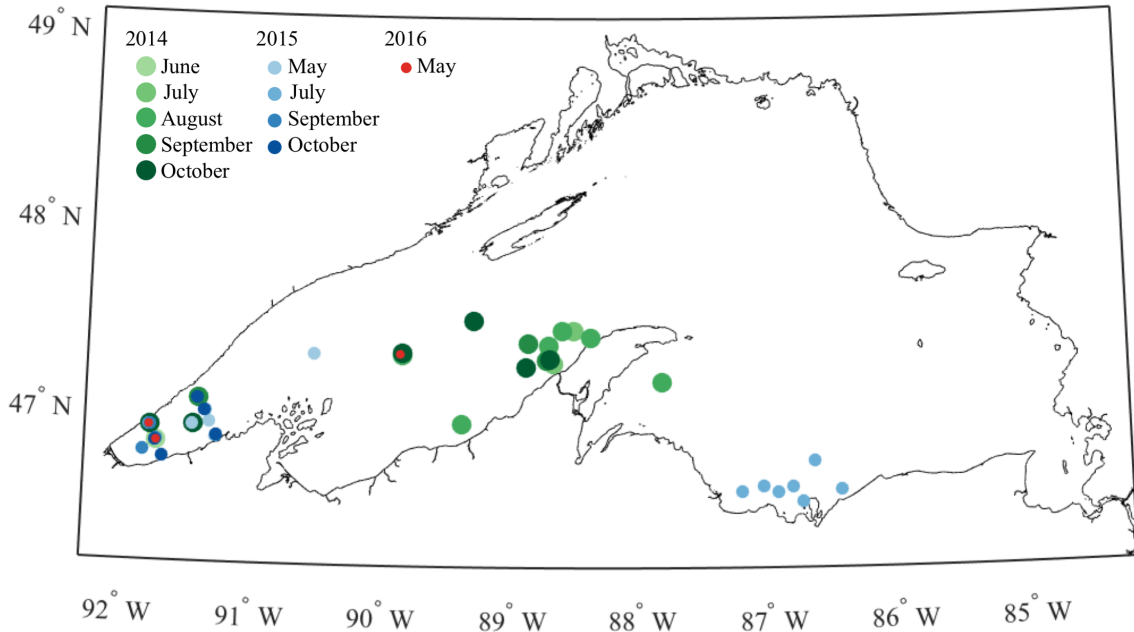 49° N
2014 2015 2016
June May May
July July
August September
September October
October
48° N
47° N
92° W 91° W 90° W 89° W 88° W 87° W 86° W 85° W